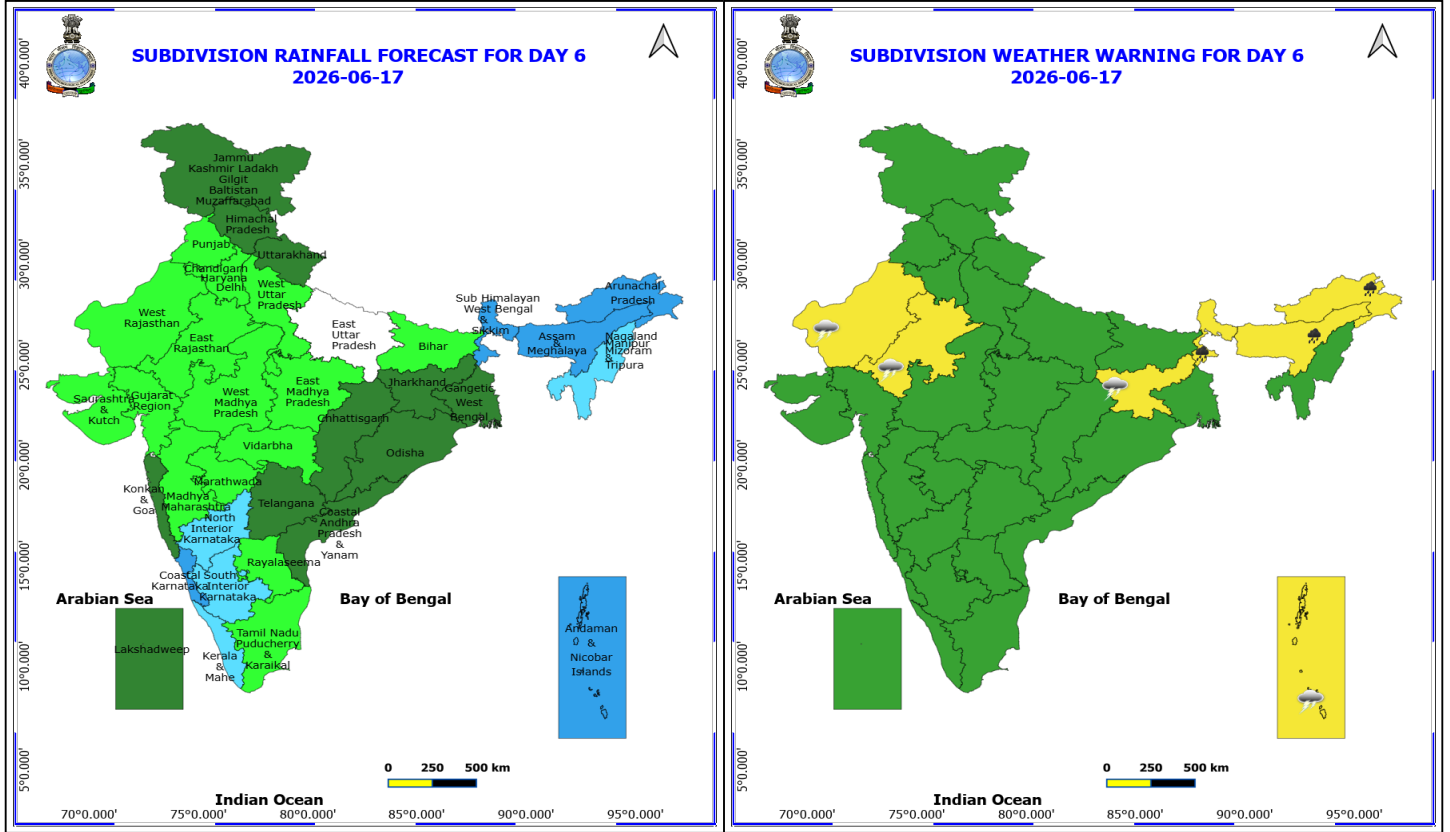 SUBDIVISION RAINFALL FORECAST FOR DAY 6
2026-06-17
40°0.000'
35°0.000'
30°0.000'
25°0.000'
20°0.000'
15°0.000'
10°0.000'
5°0.000'
Jammu
Kashmir Ladakh
Gilgit
Baltistan
Muzaffarabad
Himachal
Pradesh
Uttarakhand
Punjab
Chandigarh
Haryana
Delhi
West
Uttar
Pradesh
West
Rajasthan
East
Rajasthan
East
Uttar
Pradesh
Bihar
Sub Himalayan
West Bengal
&
Sikkim
Arunachal
Pradesh
Assam
&
Meghalaya
Nagaland
Manipur
Mizoram
&
Tripura
Jharkhand
Gangetic
West
Bengal
Saurashtra
&
Kutch
Gujarat
Region
West
Madhya
Pradesh
East
Madhya
Pradesh
Chhattisgarh
Odisha
Vidarbha
Marathwada
Madhya
Maharashtra
Konkan
&
Goa
Telangana
North
Interior
Karnataka
Coastal
Andhra
Pradesh
&
Yanam
Rayalaseema
Coastal
Karnataka
South
Interior
Karnataka
Tamil Nadu
Puducherry
&
Karaikal
Kerala
&
Mahe
Lakshadweep
Andaman
&
Nicobar
Islands
Arabian Sea
Bay of Bengal
0 250 500 km
Indian Ocean
70°0.000' 75°0.000' 80°0.000' 85°0.000' 90°0.000' 95°0.000'
SUBDIVISION WEATHER WARNING FOR DAY 6
2026-06-17
40°0.000'
35°0.000'
30°0.000'
25°0.000'
20°0.000'
15°0.000'
10°0.000'
5°0.000'
Arabian Sea
Bay of Bengal
0 250 500 km
Indian Ocean
70°0.000' 75°0.000' 80°0.000' 85°0.000' 90°0.000' 95°0.000'